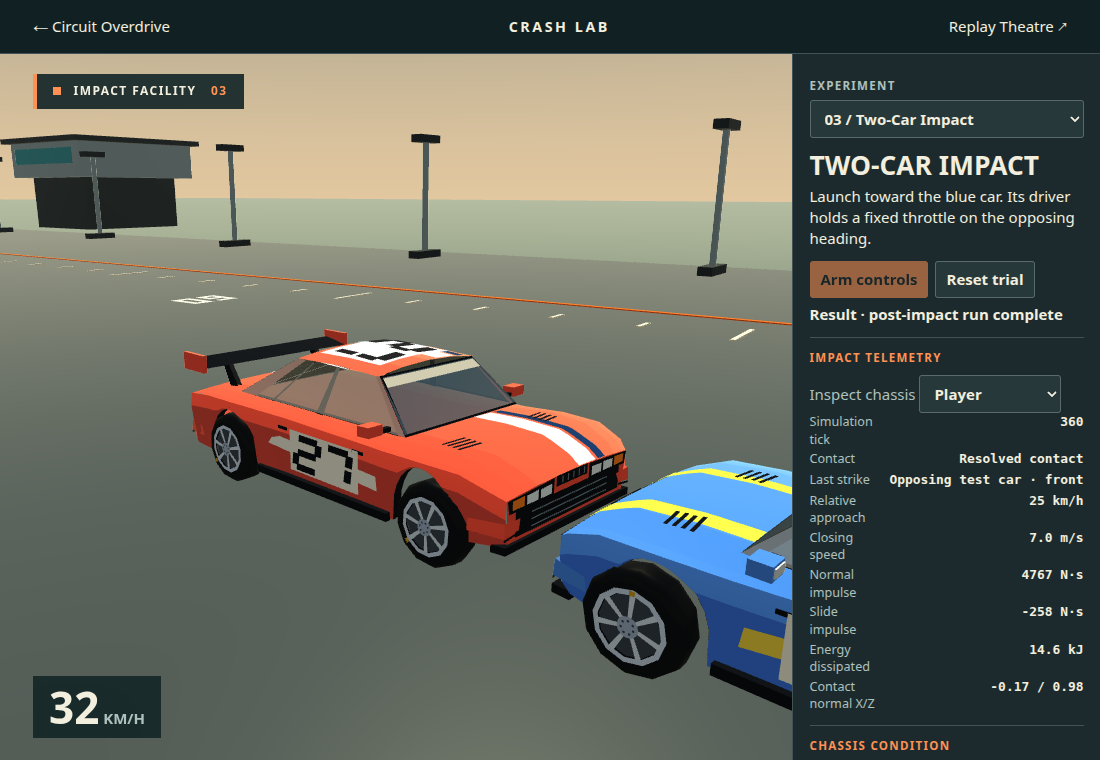 ← Circuit Overdrive
CRASH LAB
Replay Theatre ↗
IMPACT FACILITY 03
27
32 KM/H
EXPERIMENT
03 / Two-Car Impact
TWO-CAR IMPACT
Launch toward the blue car. Its driver
holds a fixed throttle on the opposing
heading.
Arm controls
Reset trial
Result · post-impact run complete
IMPACT TELEMETRY
Inspect chassis
Player
Simulation
tick
360
Contact
Resolved contact
Last strike
Opposing test car · front
Relative
approach
25 km/h
Closing
speed
7.0 m/s
Normal
impulse
4767 N·s
Slide
impulse
-258 N·s
Energy
dissipated
14.6 kJ
Contact
normal X/Z
-0.17 / 0.98
CHASSIS CONDITION